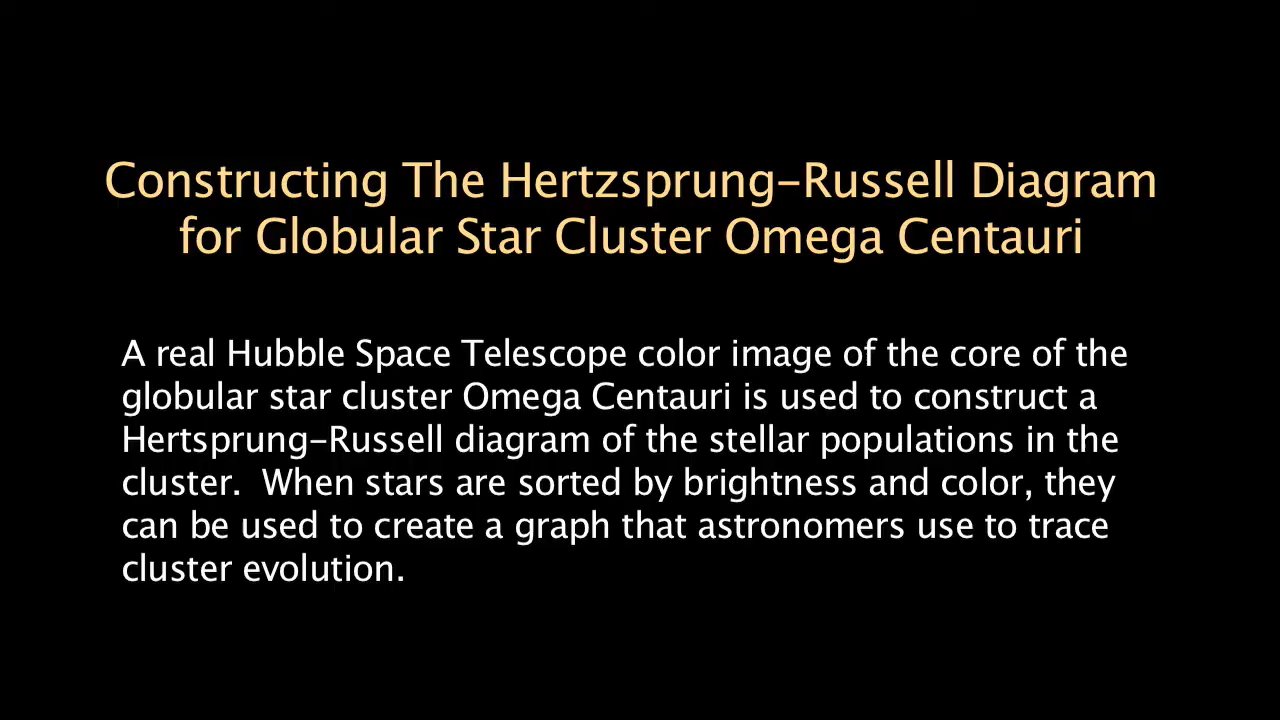 Constructing The Hertzsprung-Russell Diagram
for Globular Star Cluster Omega Centauri
A real Hubble Space Telescope color image of the core of the
globular star cluster Omega Centauri is used to construct a
Hertsprung-Russell diagram of the stellar populations in the
cluster.  When stars are sorted by brightness and color, they
can be used to create a graph that astronomers use to trace
cluster evolution.